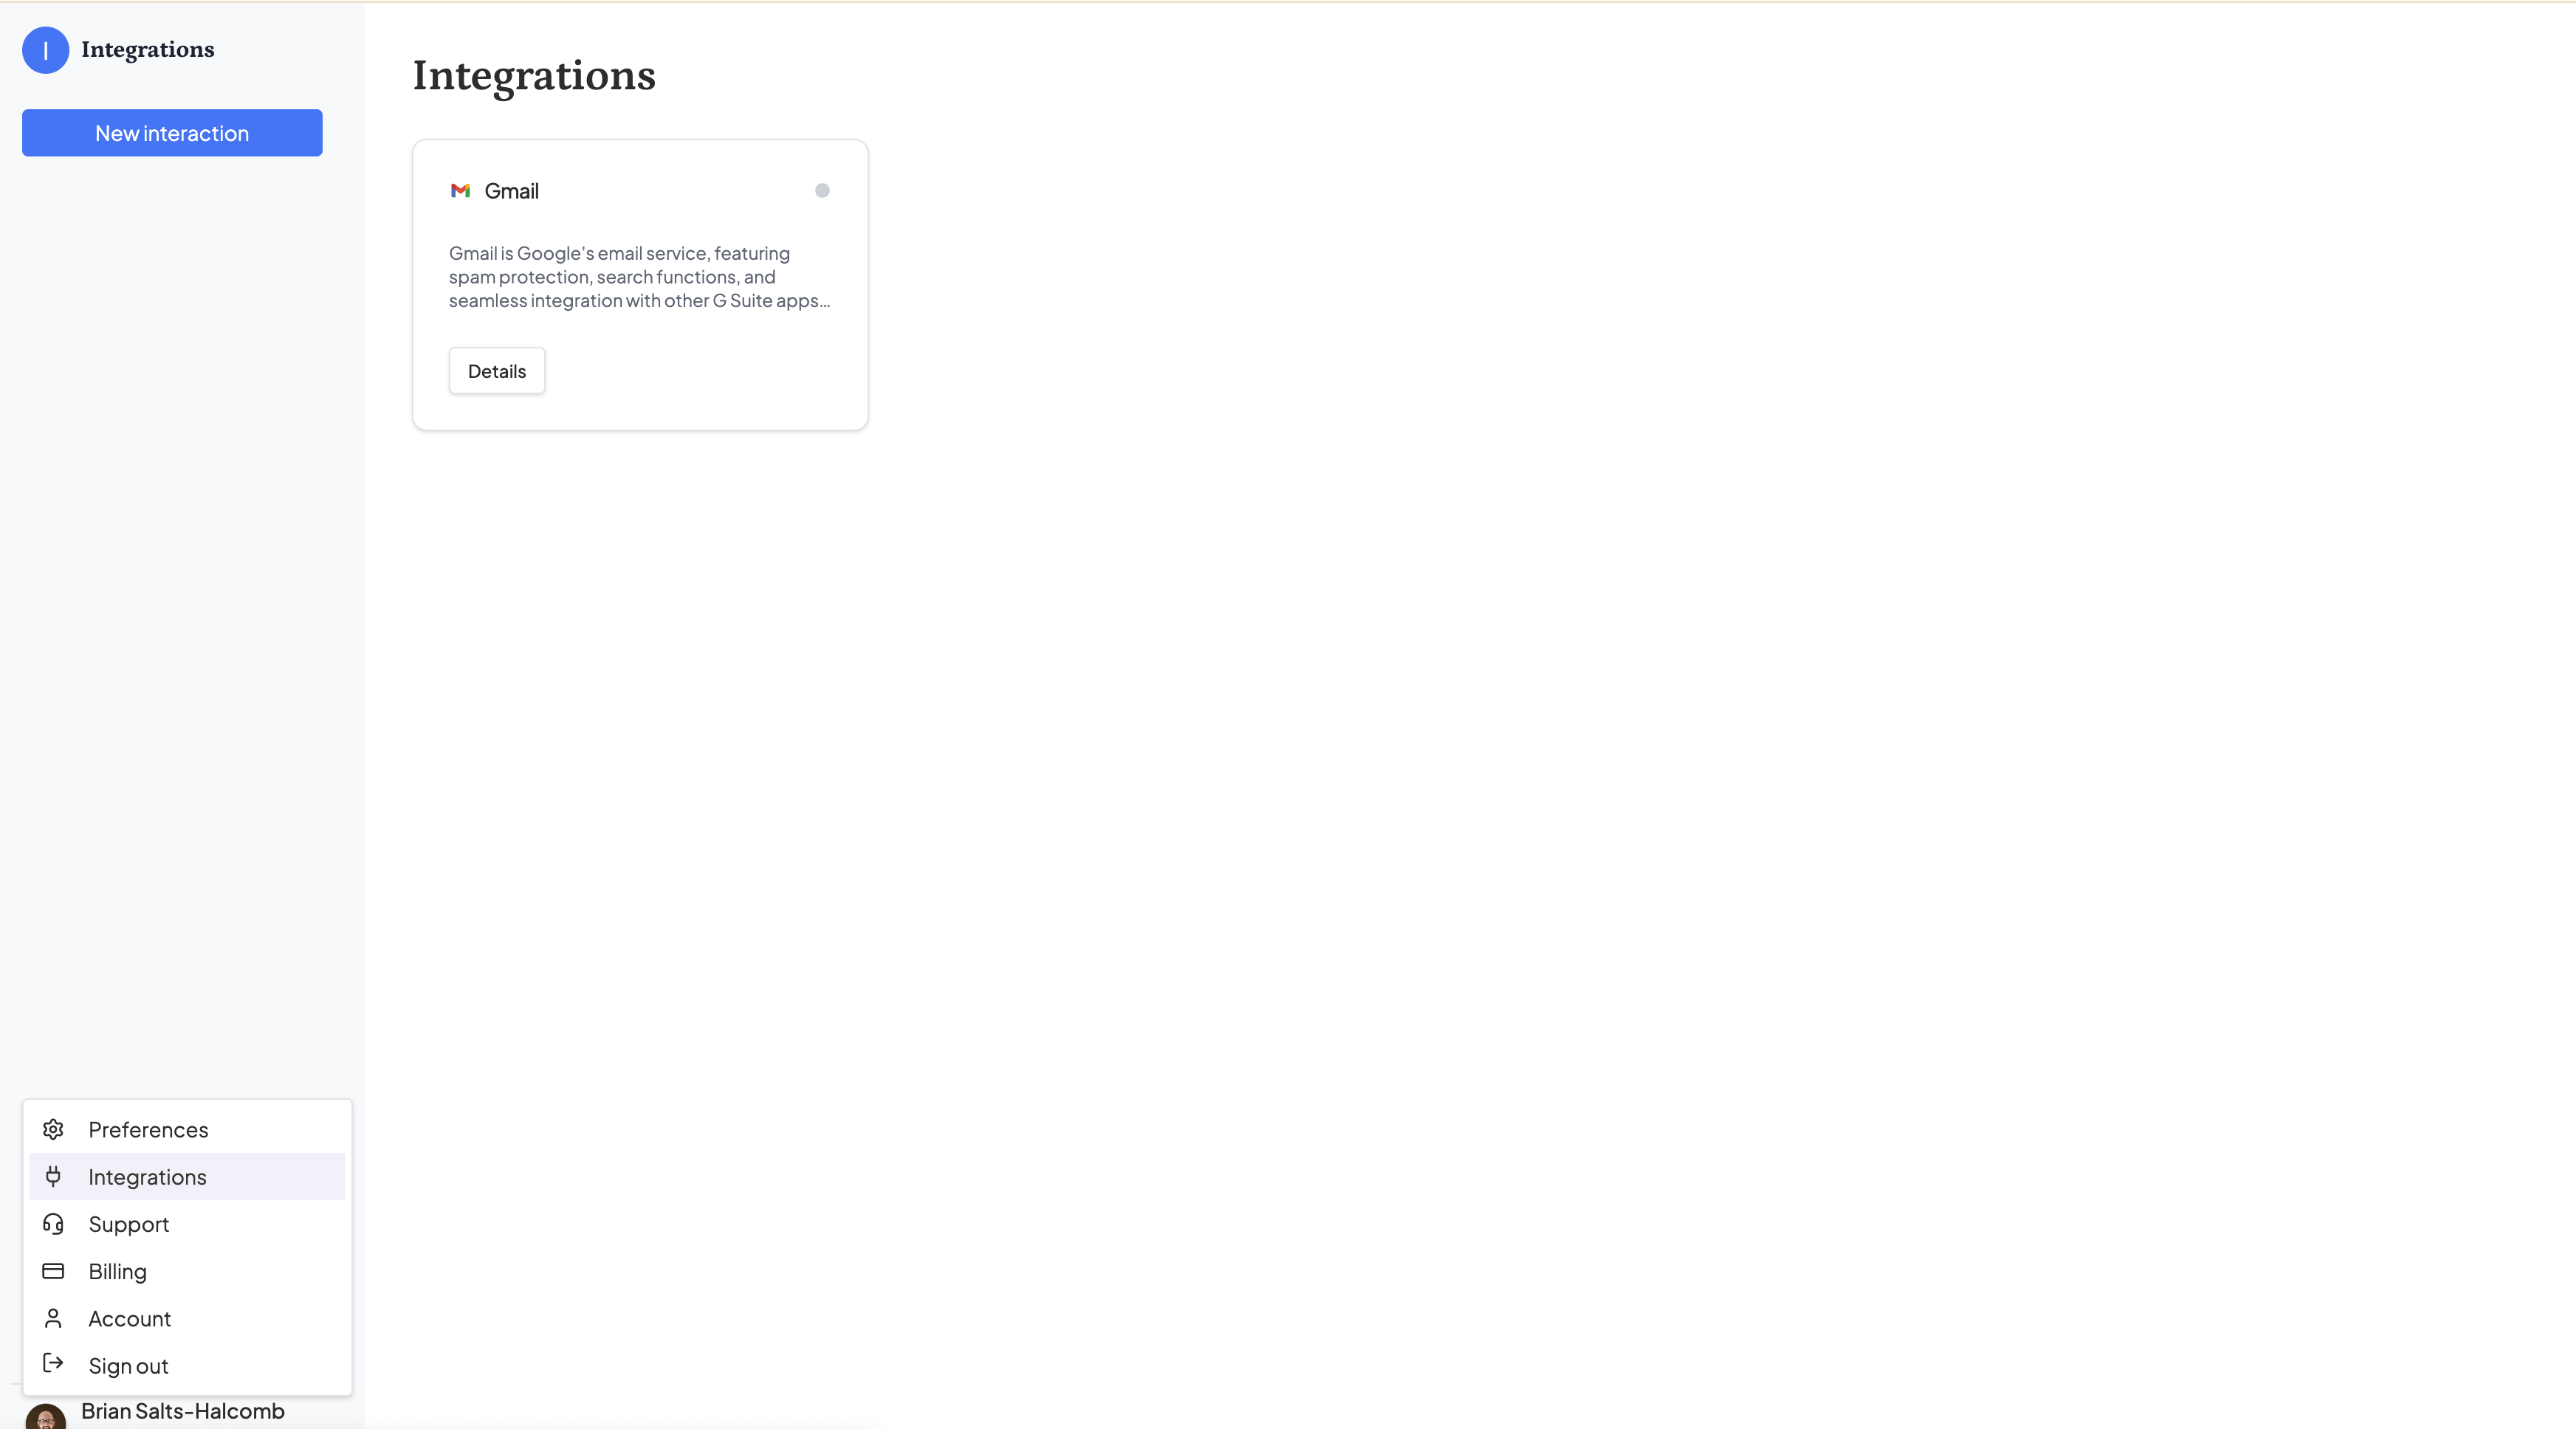 I Integrations
New interaction
Integrations
Gmail
Gmail is Google's email service, featuring
spam protection, search functions, and
seamless integration with other G Suite apps...
Details
Preferences
Integrations
Support
Billing
Account
Sign out
Brian Salts-Halcomb